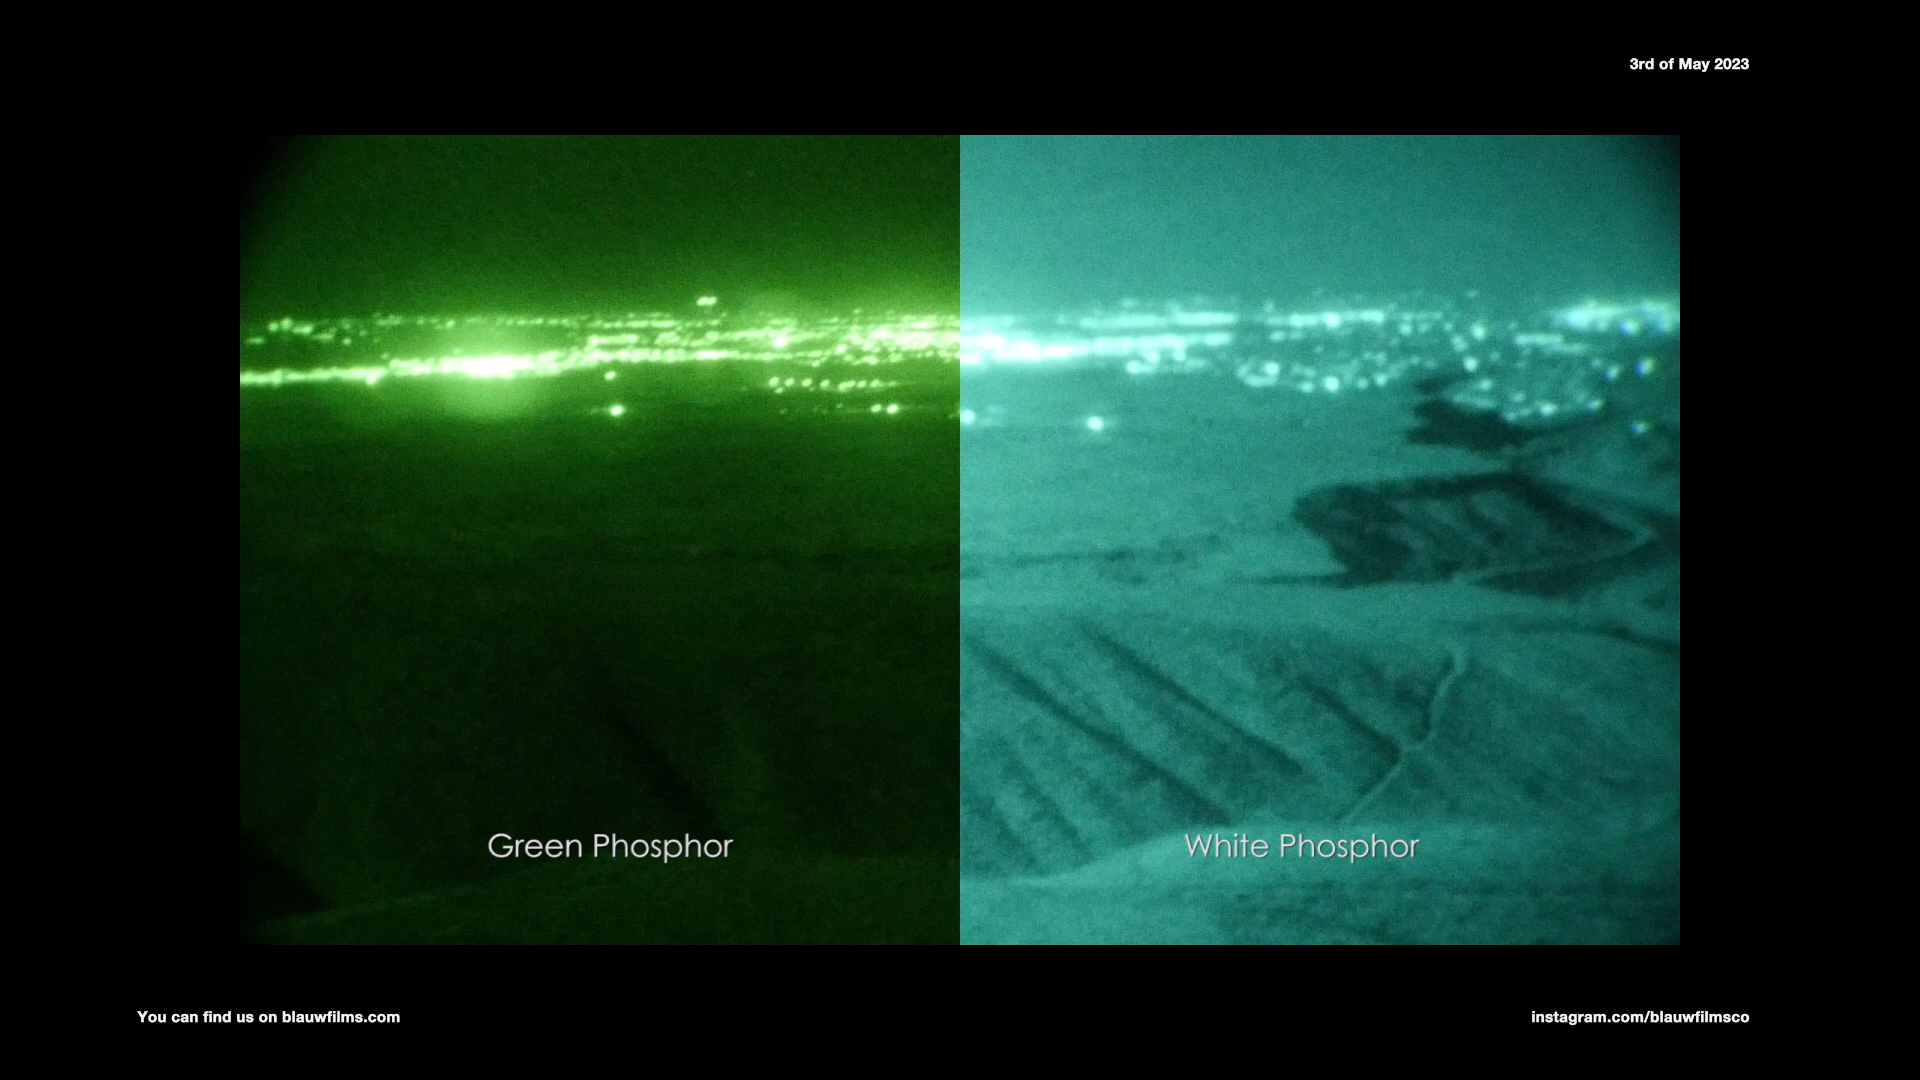 3rd of May 2023
Green Phosphor
White Phosphor
You can find us on blauwfilms.com
instagram.com/blauwfilmsco